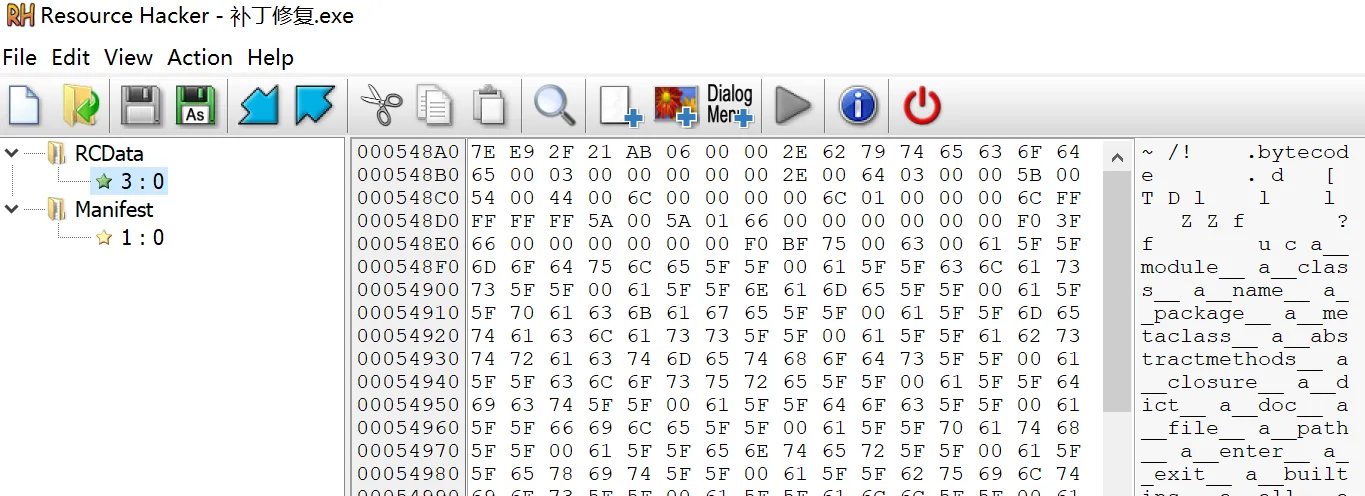 Resource Hacker - 补丁修复.exe
File Edit View Action Help
As
Dialog
Menu
RCData
3 : 0
Manifest
1 : 0
000548A0 7E E9 2F 21 AB 06 00 00 2E 62 79 74 65 63 6F 64 ~ /! .bytecod
000548B0 65 00 03 00 00 00 00 00 2E 00 64 03 00 00 5B 00 e . d [
000548C0 54 00 44 00 6C 00 00 00 00 6C 01 00 00 00 6C FF T D l l l
000548D0 FF FF FF 5A 00 5A 01 66 00 00 00 00 00 00 F0 3F Z Z f ?
000548E0 66 00 00 00 00 00 00 F0 BF 75 00 63 00 61 5F 5F f u c a__
000548F0 6D 6F 64 75 6C 65 5F 5F 00 61 5F 5F 63 6C 61 73 module__ a__clas
00054900 73 5F 5F 00 61 5F 5F 6E 61 6D 65 5F 5F 00 61 5F s__ a__name__ a_
00054910 5F 70 61 63 6B 61 67 65 5F 5F 00 61 5F 5F 6D 65 _package__ a__me
00054920 74 61 63 6C 61 73 73 5F 5F 00 61 5F 5F 61 62 73 taclass__ a__abs
00054930 74 72 61 63 74 6D 65 74 68 6F 64 73 5F 5F 00 61 tractmethods__ a
00054940 5F 5F 63 6C 6F 73 75 72 65 5F 5F 00 61 5F 5F 64 __closure__ a__d
00054950 69 63 74 5F 5F 00 61 5F 5F 64 6F 63 5F 5F 00 61 ict__ a__doc__ a
00054960 5F 5F 66 69 6C 65 5F 5F 00 61 5F 5F 70 61 74 68 __file__ a__path
00054970 5F 5F 00 61 5F 5F 65 6E 74 65 72 5F 5F 00 61 5F __ a__enter__ a_
00054980 5F 65 78 69 74 5F 5F 00 61 5F 5F 62 75 69 6C 74 _exit__ a__built